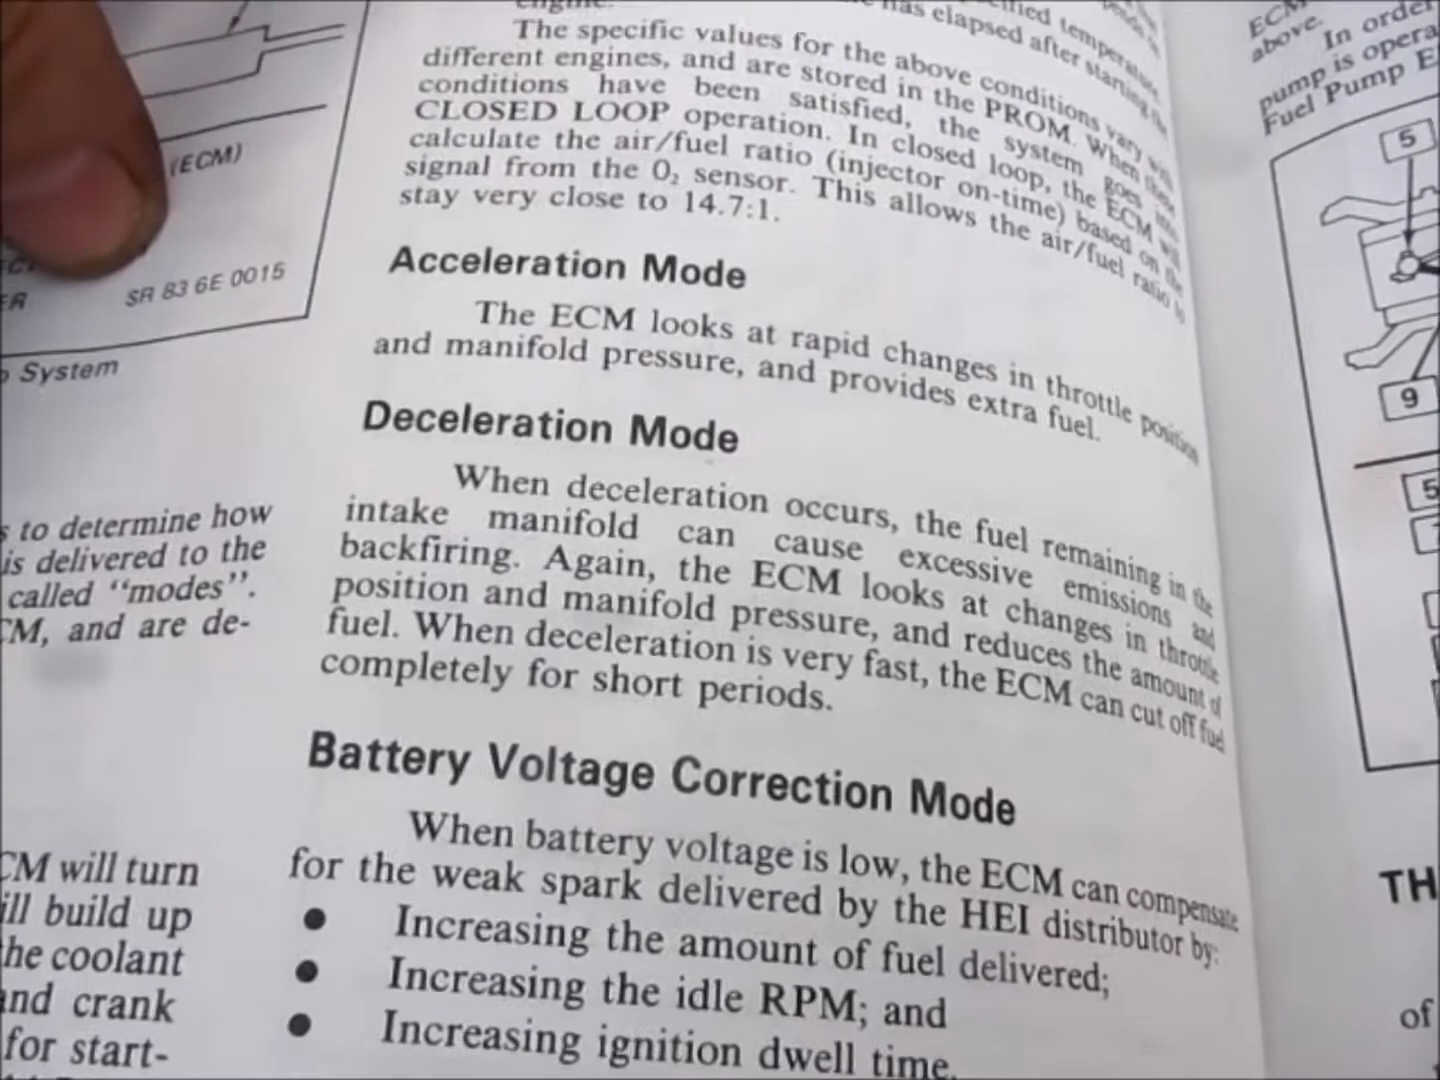 (ECM)
ER
SR 83 6E 0015
System
s to determine how
is delivered to the
called "modes".
CM, and are de-
CM will turn
ill build up
he coolant
and crank
for start-
engine.
has elapsed after starting the
The specific values for the above conditions vary with
different engines, and are stored in the PROM. When these
conditions have been satisfied, the system goes into
CLOSED LOOP operation. In closed loop, the ECM will
calculate the air/fuel ratio (injector on-time) based on the
signal from the O₂ sensor. This allows the air/fuel ratio to
stay very close to 14.7:1.
Acceleration Mode
The ECM looks at rapid changes in throttle position
and manifold pressure, and provides extra fuel.
Deceleration Mode
When deceleration occurs, the fuel remaining in the
intake manifold can cause excessive emissions and
backfiring. Again, the ECM looks at changes in throttle
position and manifold pressure, and reduces the amount of
fuel. When deceleration is very fast, the ECM can cut off fuel
completely for short periods.
Battery Voltage Correction Mode
When battery voltage is low, the ECM can compensate
for the weak spark delivered by the HEI distributor by:
● Increasing the amount of fuel delivered;
● Increasing the idle RPM; and
● Increasing ignition dwell time.
ECM
above.
In order
pump is opera
Fuel Pump E
5
9
5
TH
of